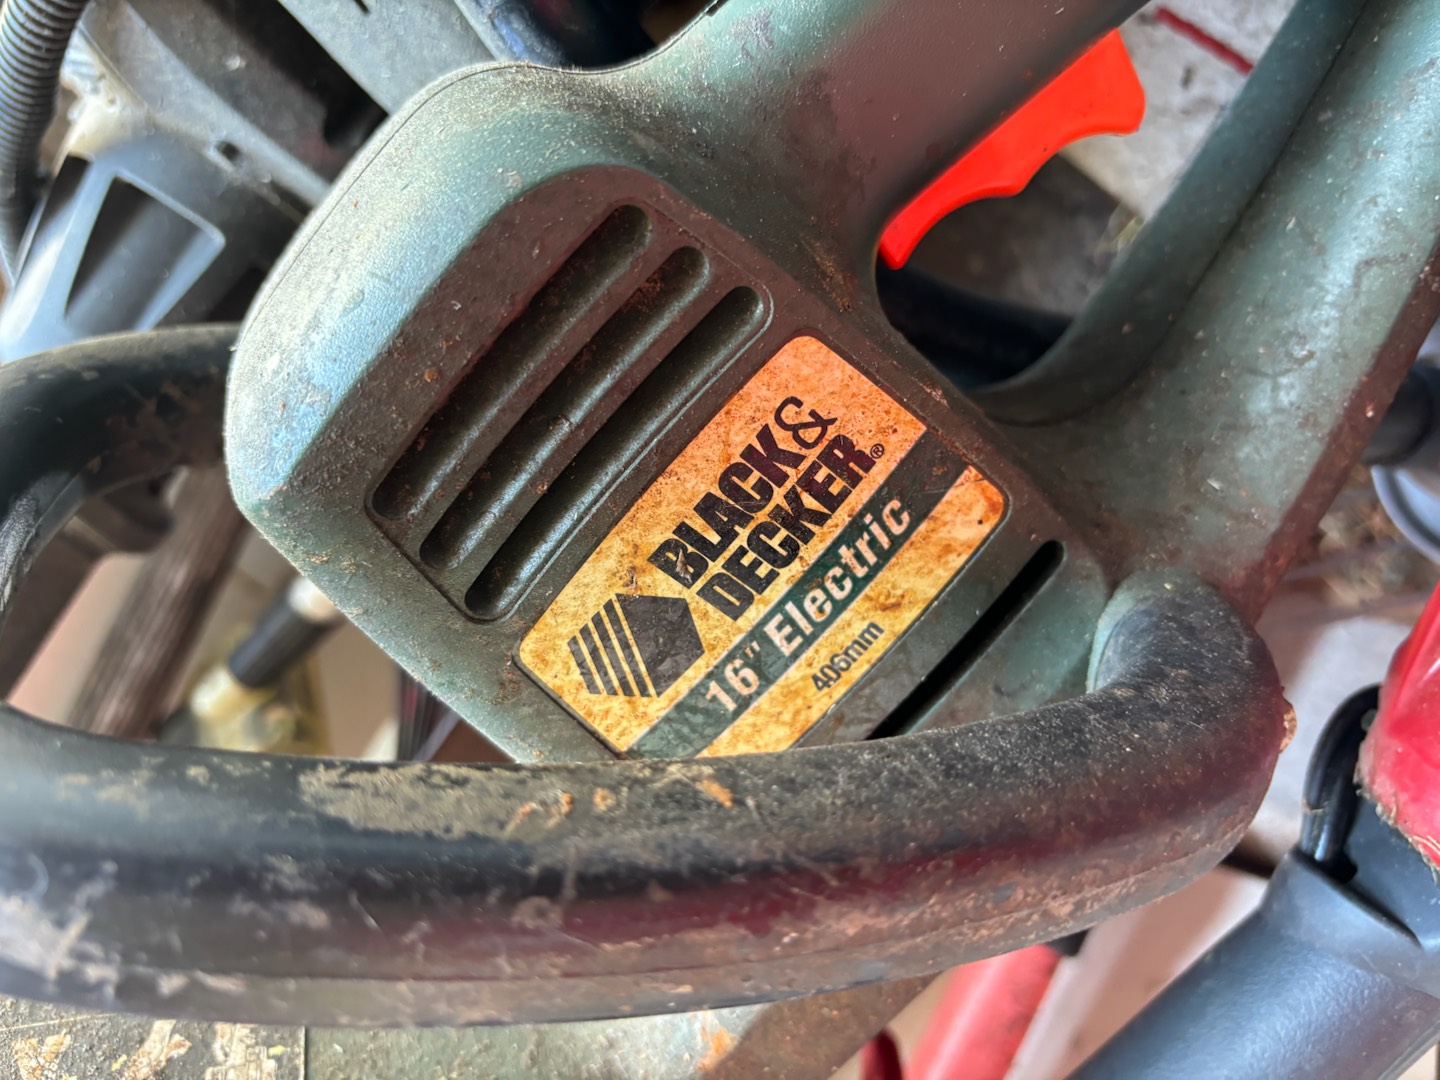 BLACK&
DECKER®
16" Electric
406mm